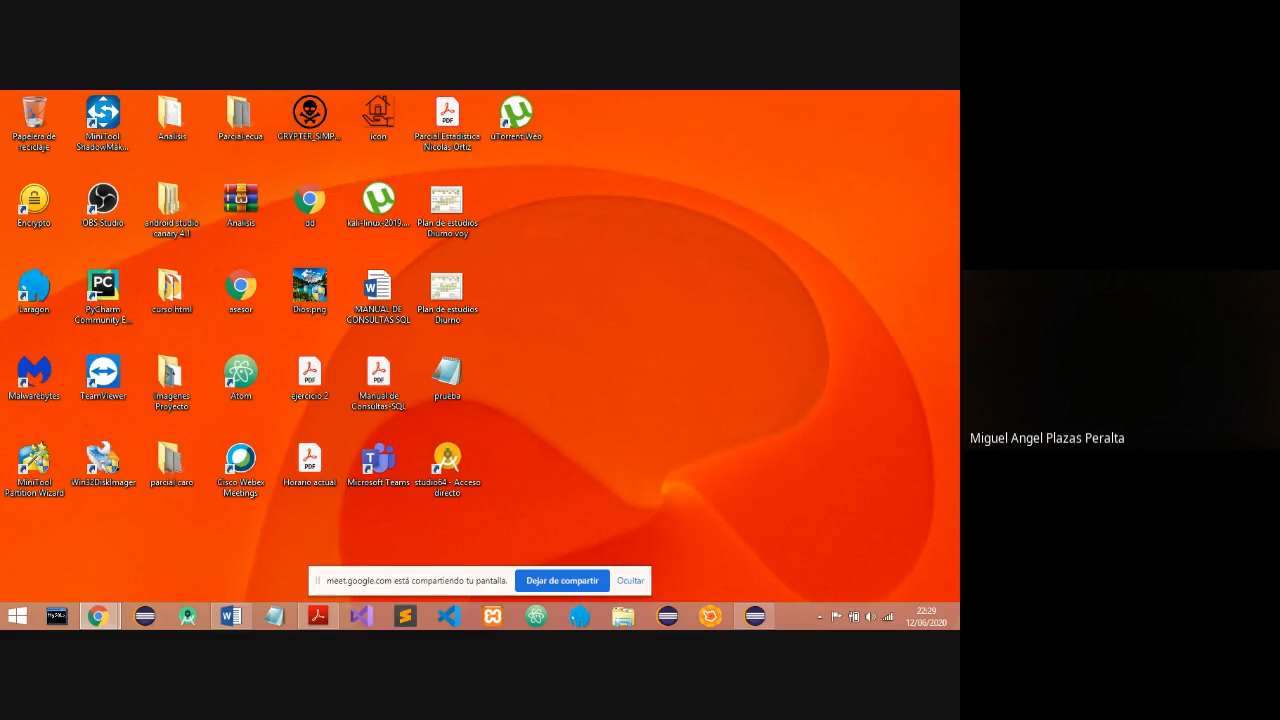 Papelera de
reciclaje
MiniTool
ShadowMak...
Analisis
Parcial ecua
CRYPTER_SIMP...
icon
Parcial Estadistica
Nicolas Ortiz
uTorrent Web
Encrypto
OBS Studio
android studio
canary 4.1
Analisis
dd
kali-linux-2019....
Plan de estudios
Diurno voy
Laragon
PC
PyCharm
Community E...
curso html
asesor
Dios.png
MANUAL DE
CONSULTAS SQL
Plan de estudios
Diurno
Malwarebytes
TeamViewer
Imagenes
Proyecto
Atom
ejercicio 2
Manual de
Consultas-SQL
prueba
MiniTool
Partition Wizard
Win32DiskImager
parcial caro
Cisco Webex
Meetings
Horario actual
Microsoft Teams
studio64 - Acceso
directo
meet.google.com está compartiendo tu pantalla.
Dejar de compartir
Ocultar
22:29
12/06/2020
Miguel Angel Plazas Peralta